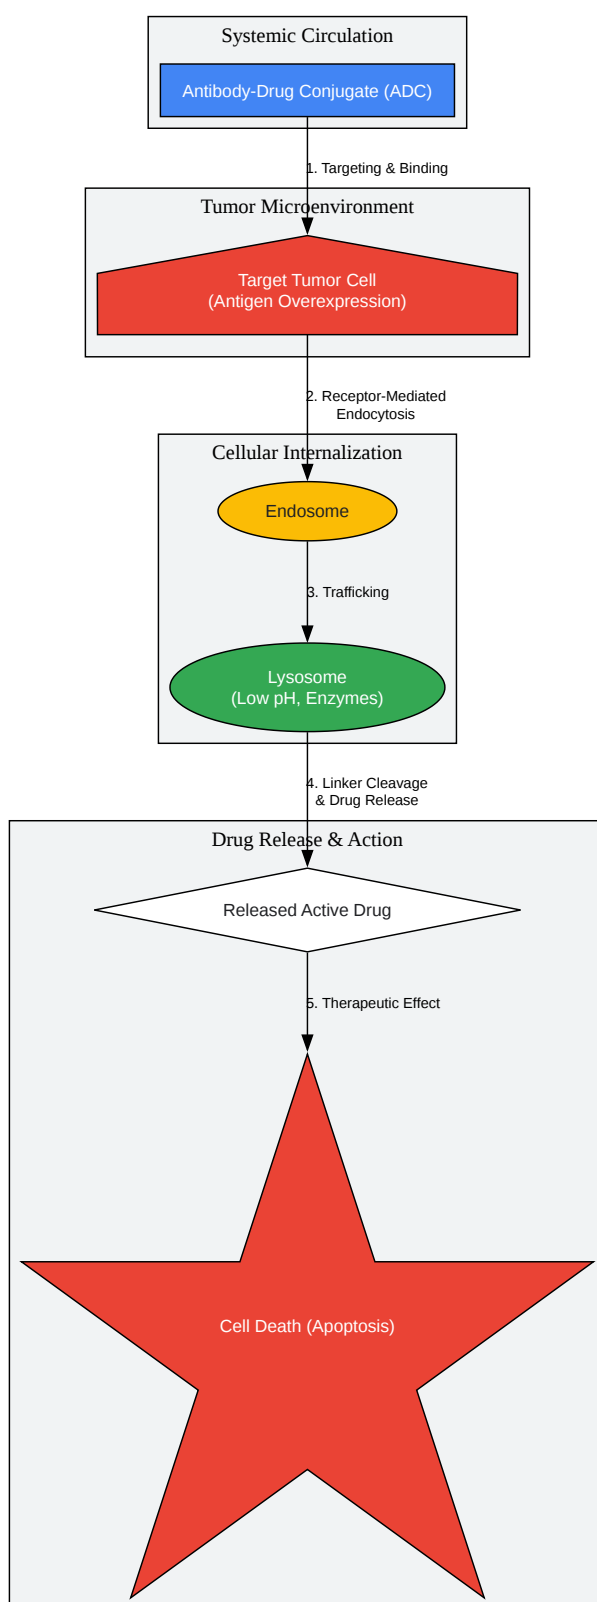 Systemic Circulation
Antibody-Drug Conjugate (ADC)
1. Targeting & Binding
Tumor Microenvironment
Target Tumor Cell
(Antigen Overexpression)
2. Receptor-Mediated
Endocytosis
Cellular Internalization
Endosome
3. Trafficking
Lysosome
(Low pH, Enzymes)
4. Linker Cleavage
& Drug Release
Drug Release & Action
Released Active Drug
5. Therapeutic Effect
Cell Death (Apoptosis)